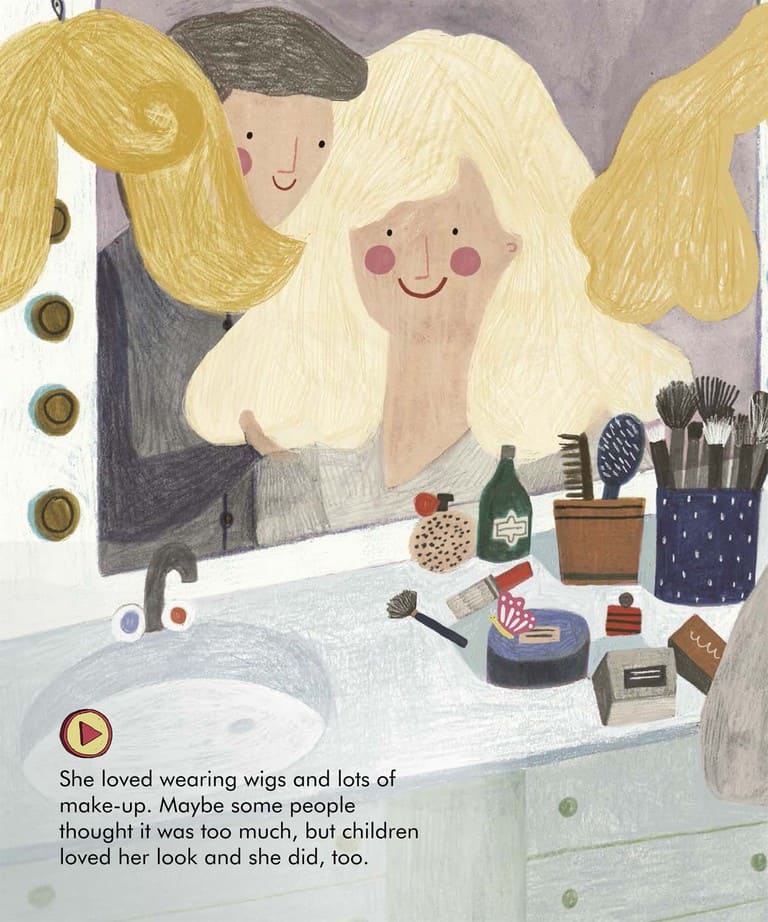 She loved wearing wigs and lots of
make-up. Maybe some people
thought it was too much, but children
loved her look and she did, too.